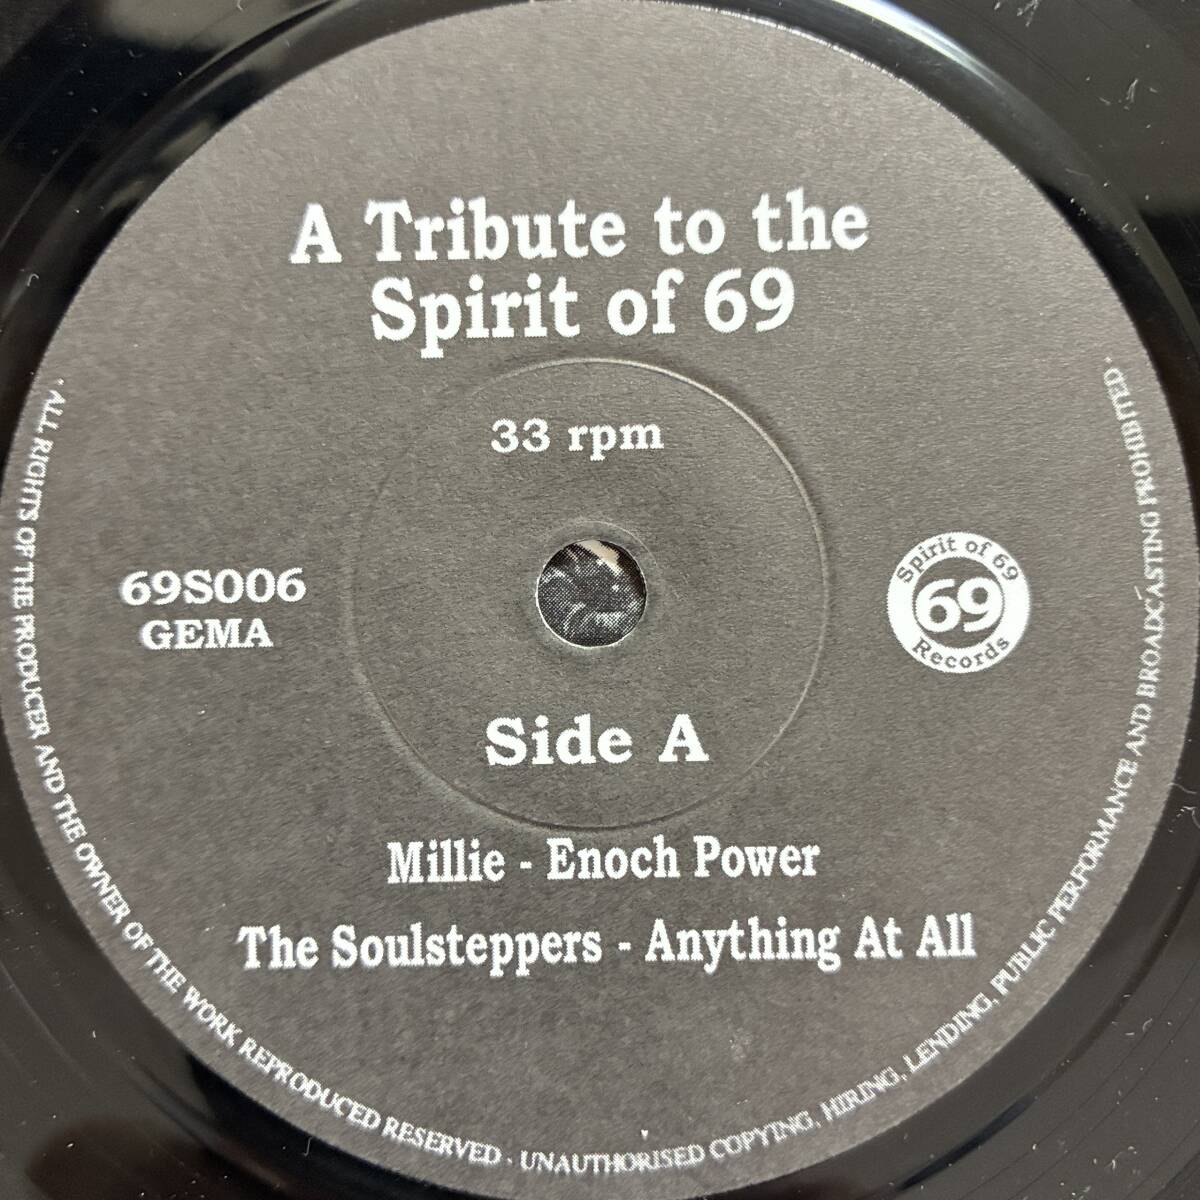 A Tribute to the
Spirit of 69
33 rpm
69S006
GEMA
Spirit of 69
69
Records
Side A
Millie - Enoch Power
The Soulsteppers - Anything At All
· ALL RIGHTS OF THE PRODUCER AND THE OWNER OF THE WORK REPRODUCED RESERVED · UNAUTHORISED COPYING, HIRING, LENDING, PUBLIC PERFORMANCE AND BROADCASTING PROHIBITED ·